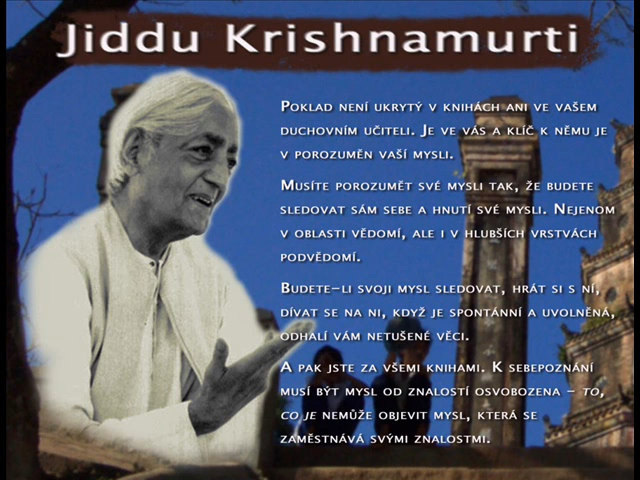 Jiddu Krishnamurti
Poklad není ukrytý v knihách ani ve vašem
duchovním učiteli. Je ve vás a klíč k němu je
v porozuměn vaší mysli.
Musíte porozumět své mysli tak, že budete
sledovat sám sebe a hnutí své mysli. Nejenom
v oblasti vědomí, ale i v hlubších vrstvách
podvědomí.
Budete-li svoji mysl sledovat, hrát si s ní,
dívat se na ni, když je spontánní a uvolněná,
odhalí vám netušené věci.
A pak jste za všemi knihami. K sebepoznání
musí být mysl od znalostí osvobozena – to,
co je nemůže objevit mysl, která se
zaměstnává svými znalostmi.